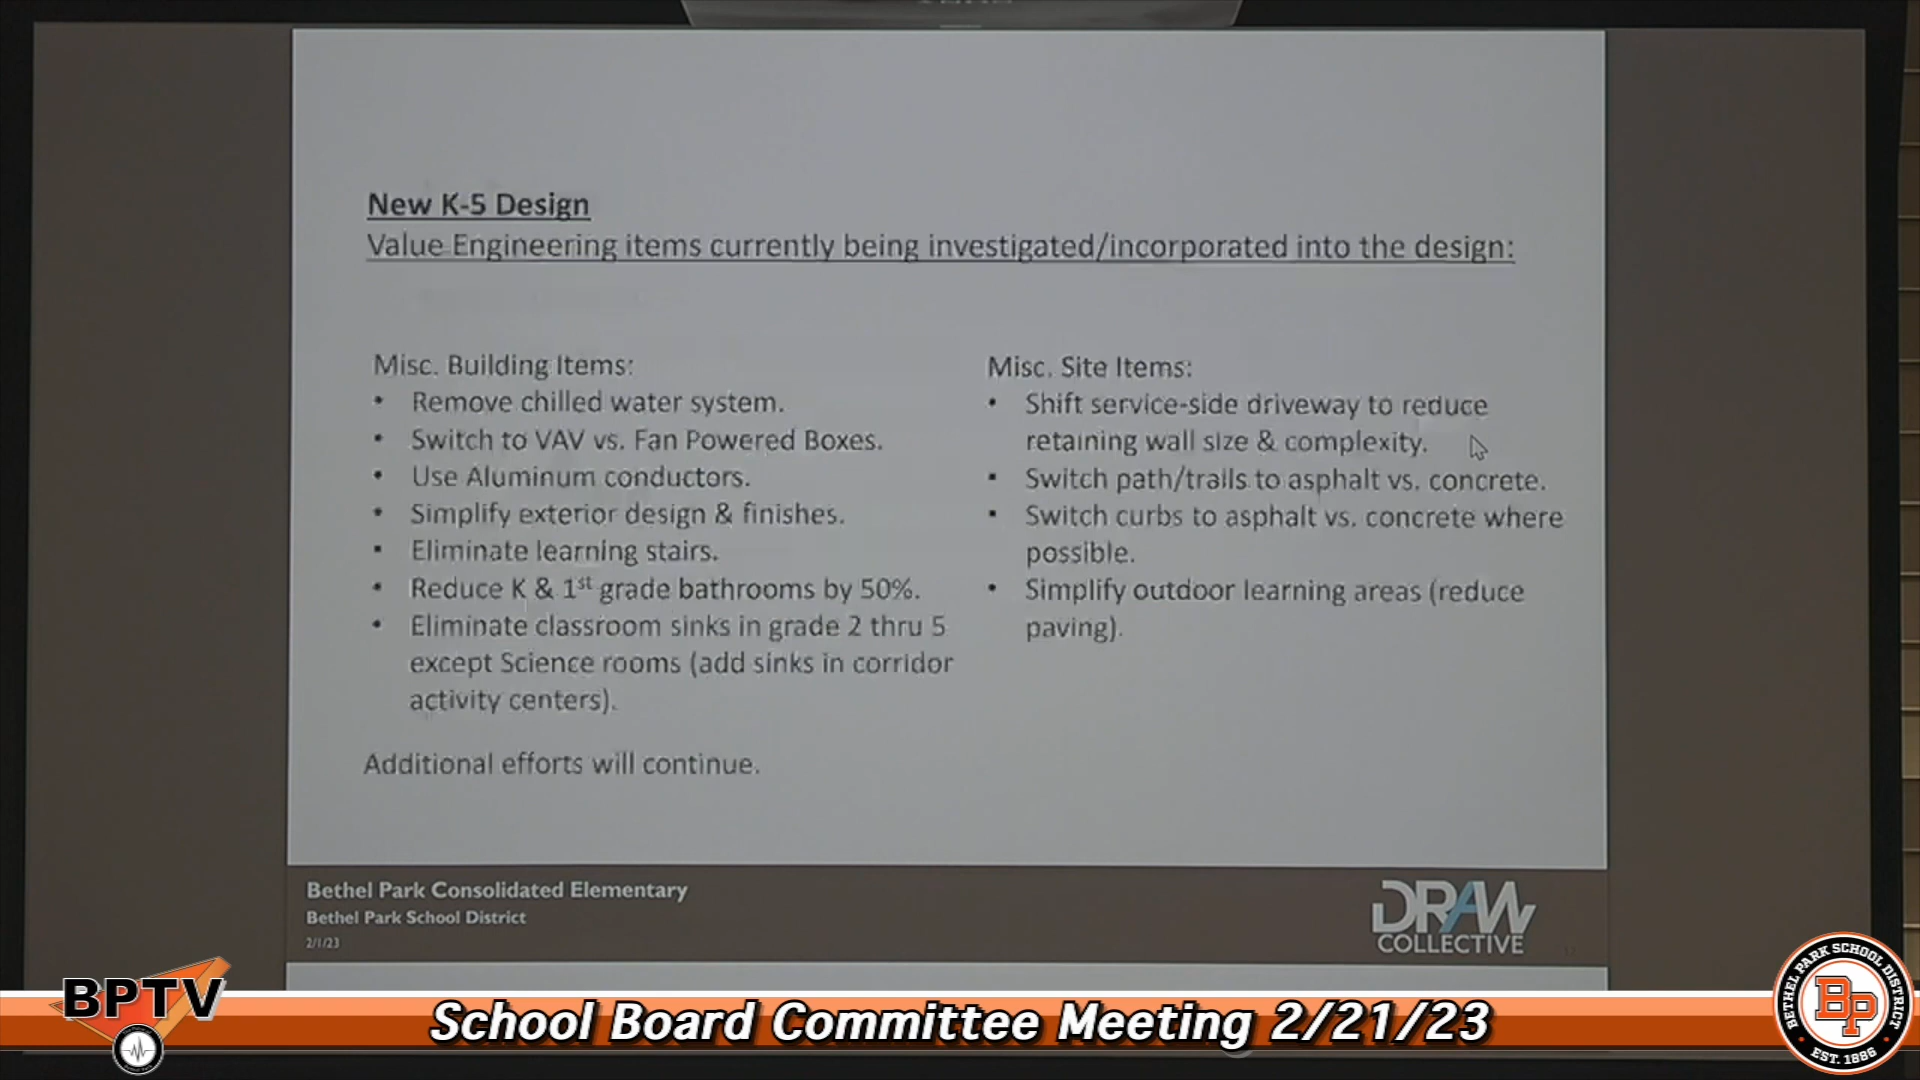 New K-5 Design
Value Engineering items currently being investigated/incorporated into the design:
Misc. Building Items:
• Remove chilled water system.
• Switch to VAV vs. Fan Powered Boxes.
• Use Aluminum conductors.
• Simplify exterior design & finishes.
• Eliminate learning stairs.
• Reduce K & 1st grade bathrooms by 50%.
• Eliminate classroom sinks in grade 2 thru 5
except Science rooms (add sinks in corridor
activity centers).
Additional efforts will continue.
Misc. Site Items:
• Shift service-side driveway to reduce
retaining wall size & complexity.
• Switch path/trails to asphalt vs. concrete.
• Switch curbs to asphalt vs. concrete where
possible.
• Simplify outdoor learning areas (reduce
paving).
Bethel Park Consolidated Elementary
Bethel Park School District
2/1/23
DRAW
COLLECTIVE
BPTV
School Board Committee Meeting 2/21/23
BETHEL PARK SCHOOL DISTRICT
BP
EST. 1886